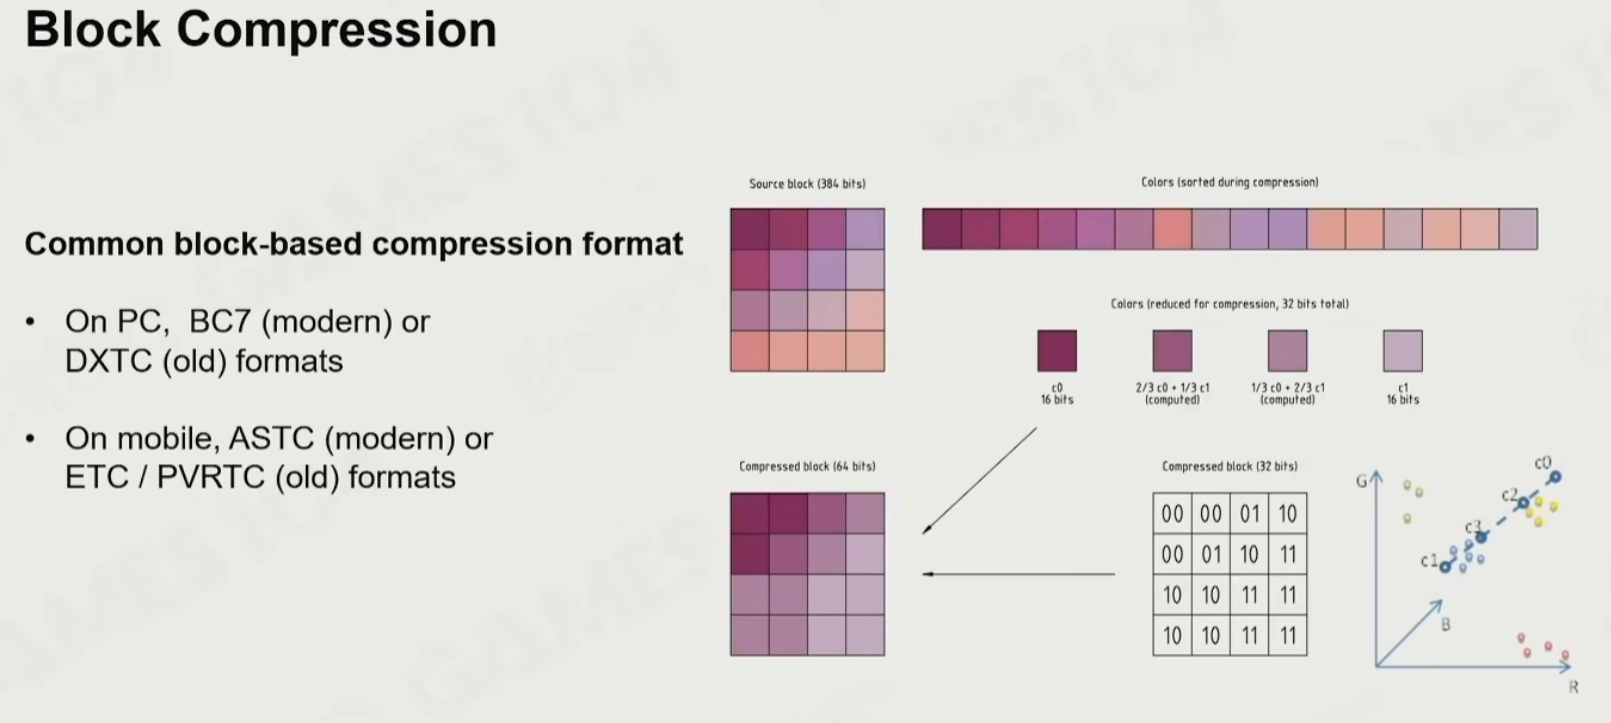 Block Compression
Common block-based compression format
• On PC, BC7 (modern) or
DXTC (old) formats
• On mobile, ASTC (modern) or
ETC / PVRTC (old) formats
Source block (384 bits)
Colors (sorted during compression)
Colors (reduced for compression, 32 bits total)
c0
16 bits
2/3 c0 + 1/3 c1
(computed)
1/3 c0 + 2/3 c1
(computed)
c1
16 bits
Compressed block (64 bits)
Compressed block (32 bits)
00 00 01 10
00 01 10 11
10 10 11 11
10 10 11 11
G
c0
c2
c3
c1
B
R
GAMES104